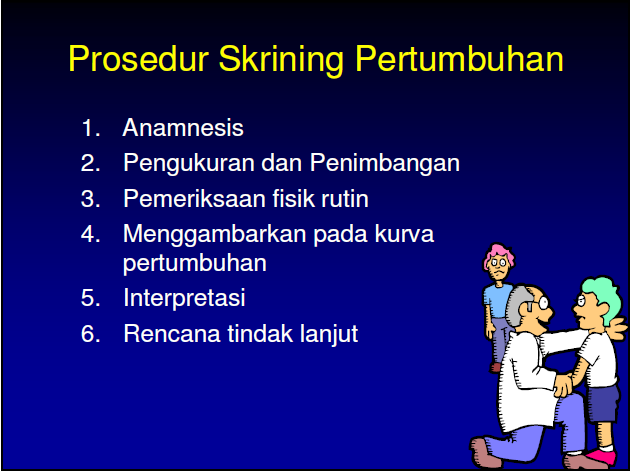 Prosedur Skrining Pertumbuhan
1. Anamnesis
2. Pengukuran dan Penimbangan
3. Pemeriksaan fisik rutin
4. Menggambarkan pada kurva
pertumbuhan
5. Interpretasi
6. Rencana tindak lanjut